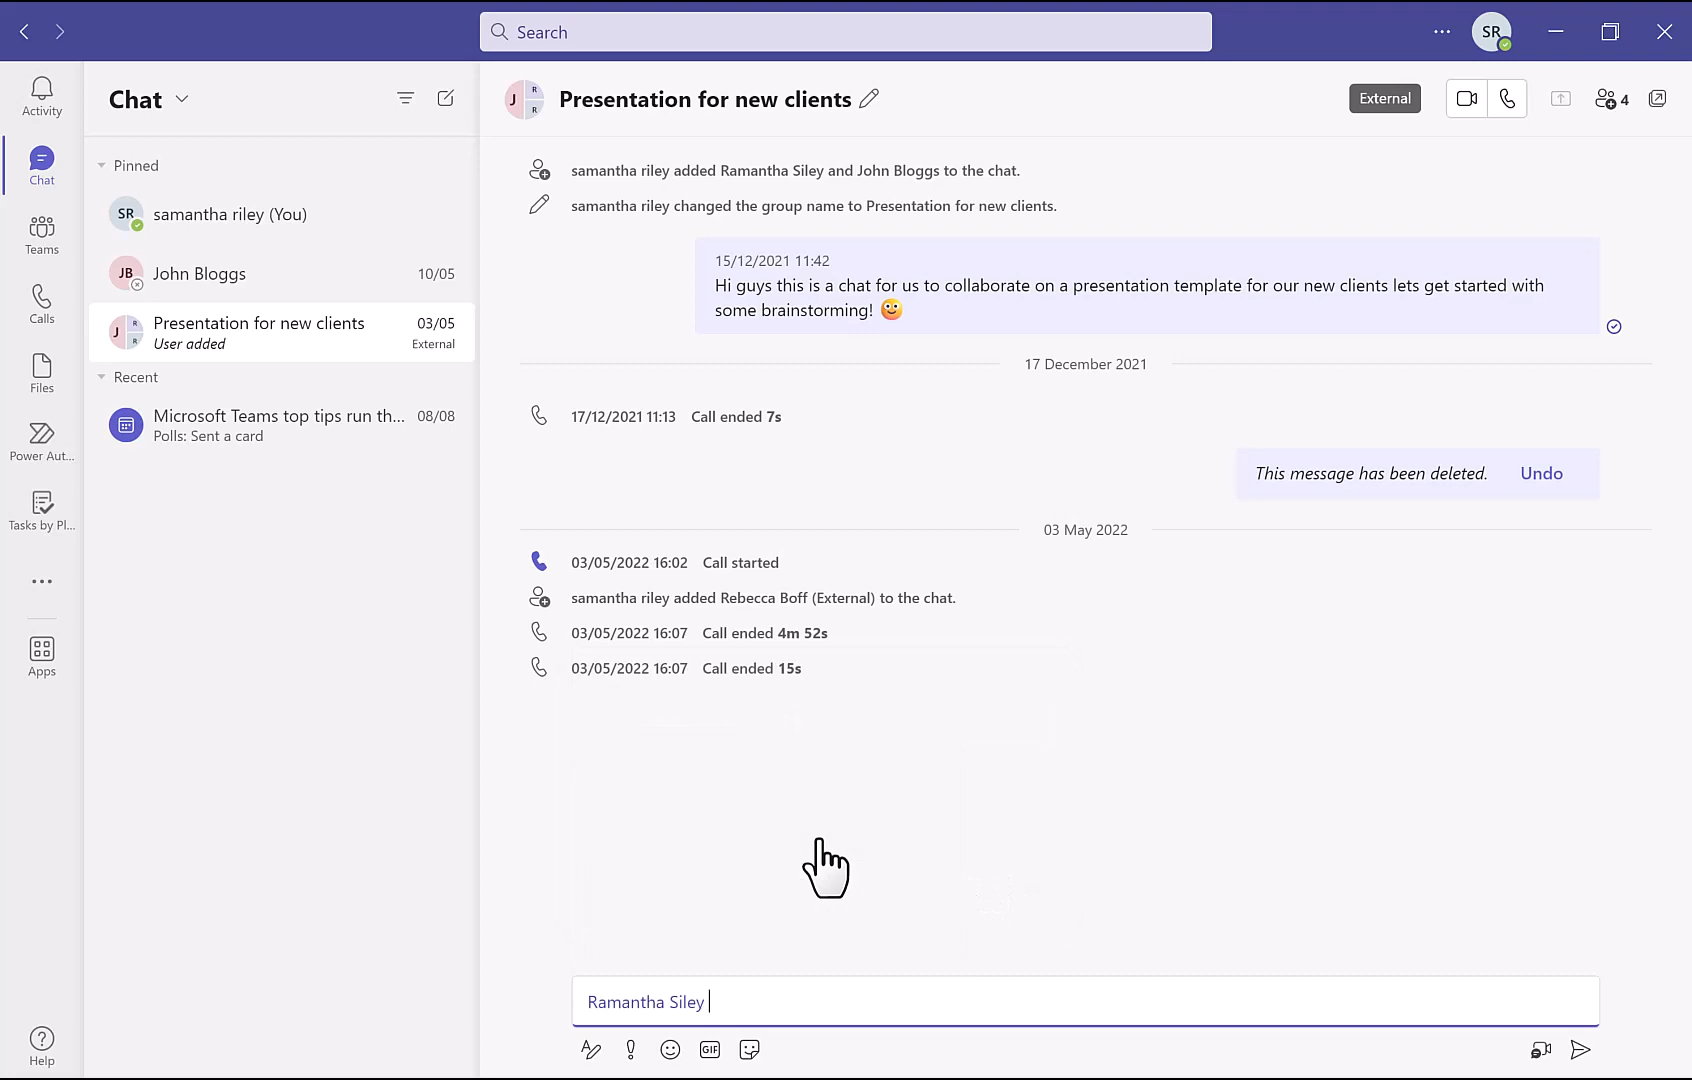 Search
SR
Activity
Chat
Teams
Calls
Files
Power Aut...
Tasks by Pl...
Apps
Help
Chat
Pinned
SR
samantha riley (You)
JB
John Bloggs
10/05
J
R
R
Presentation for new clients
03/05
User added
External
Recent
Microsoft Teams top tips run th...
08/08
Polls: Sent a card
J
R
R
Presentation for new clients
External
4
samantha riley added Ramantha Siley and John Bloggs to the chat.
samantha riley changed the group name to Presentation for new clients.
15/12/2021 11:42
Hi guys this is a chat for us to collaborate on a presentation template for our new clients lets get started with
some brainstorming!
17 December 2021
17/12/2021 11:13 Call ended 7s
This message has been deleted. Undo
03 May 2022
03/05/2022 16:02 Call started
samantha riley added Rebecca Boff (External) to the chat.
03/05/2022 16:07 Call ended 4m 52s
03/05/2022 16:07 Call ended 15s
Ramantha Siley
GIF